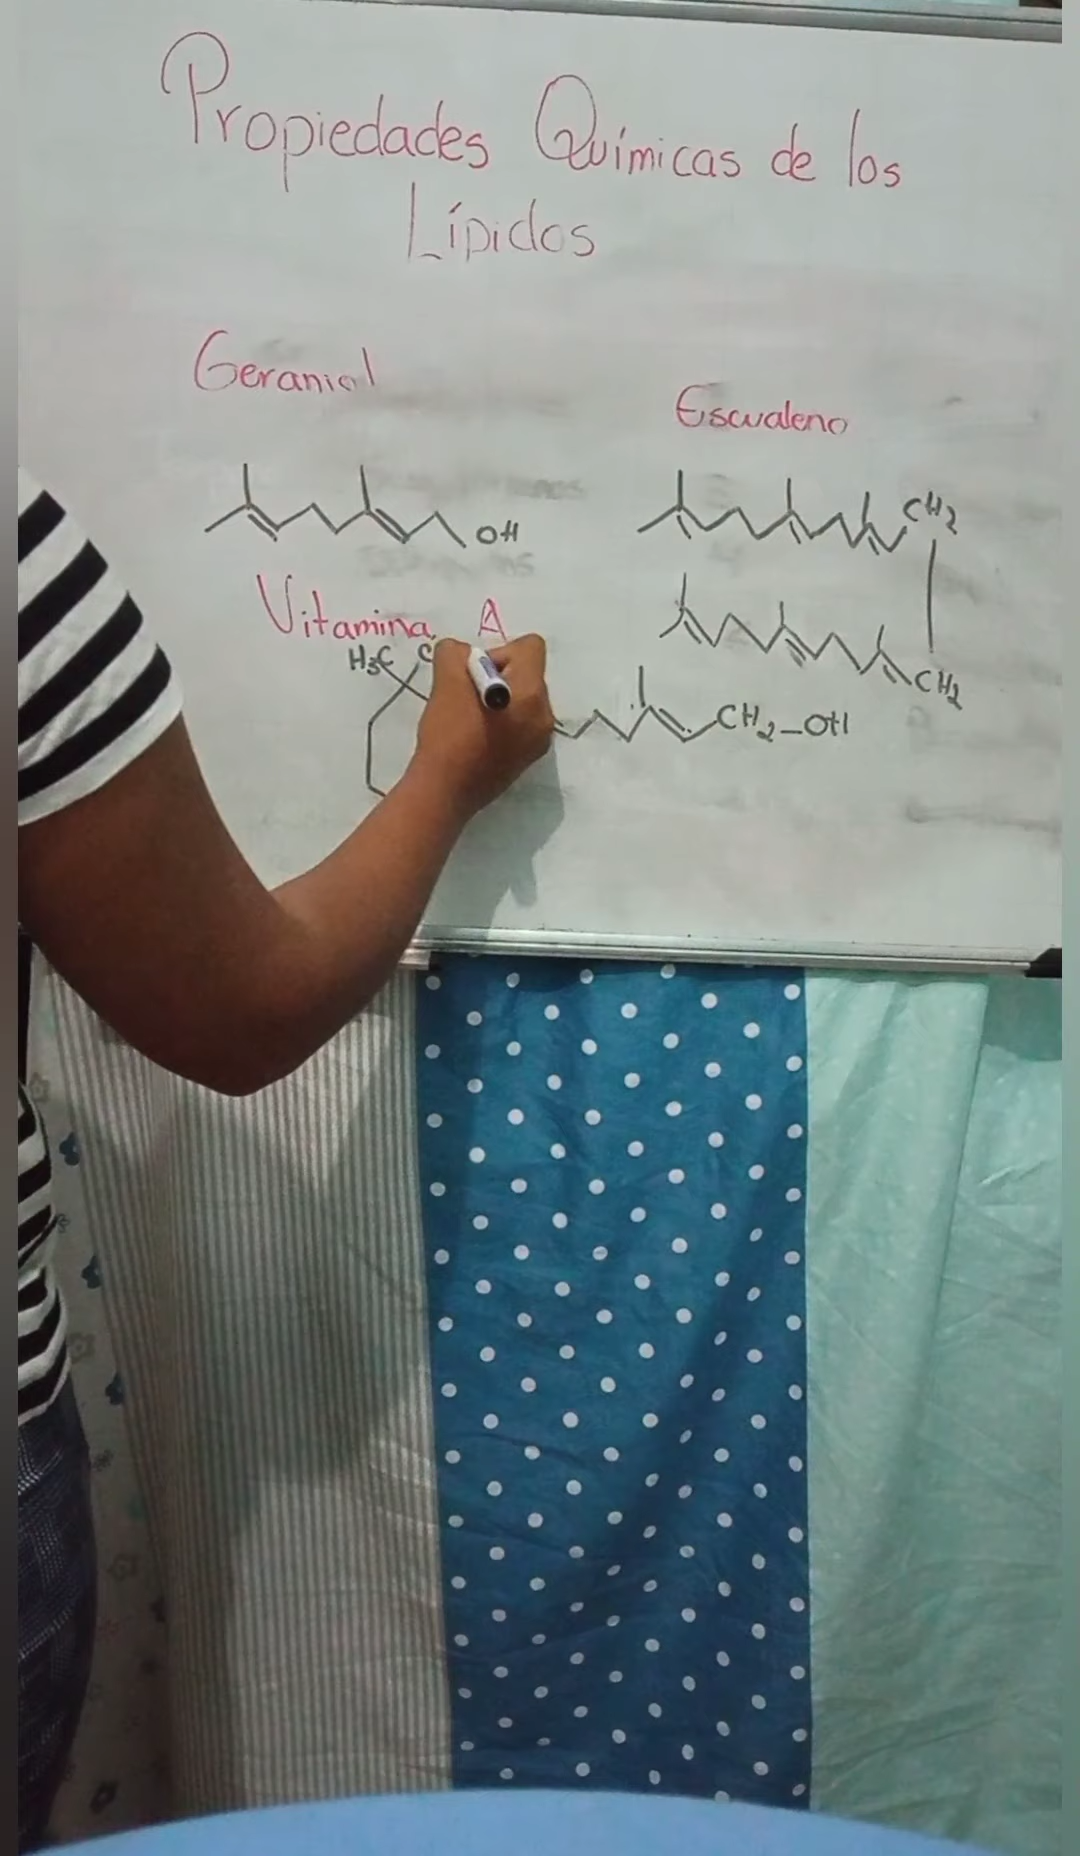 Propiedades Químicas de los
Lípidos
Geraniol
Escualeno
OH
CH2
CH2
Vitamina A
H3C C
CH2-OH